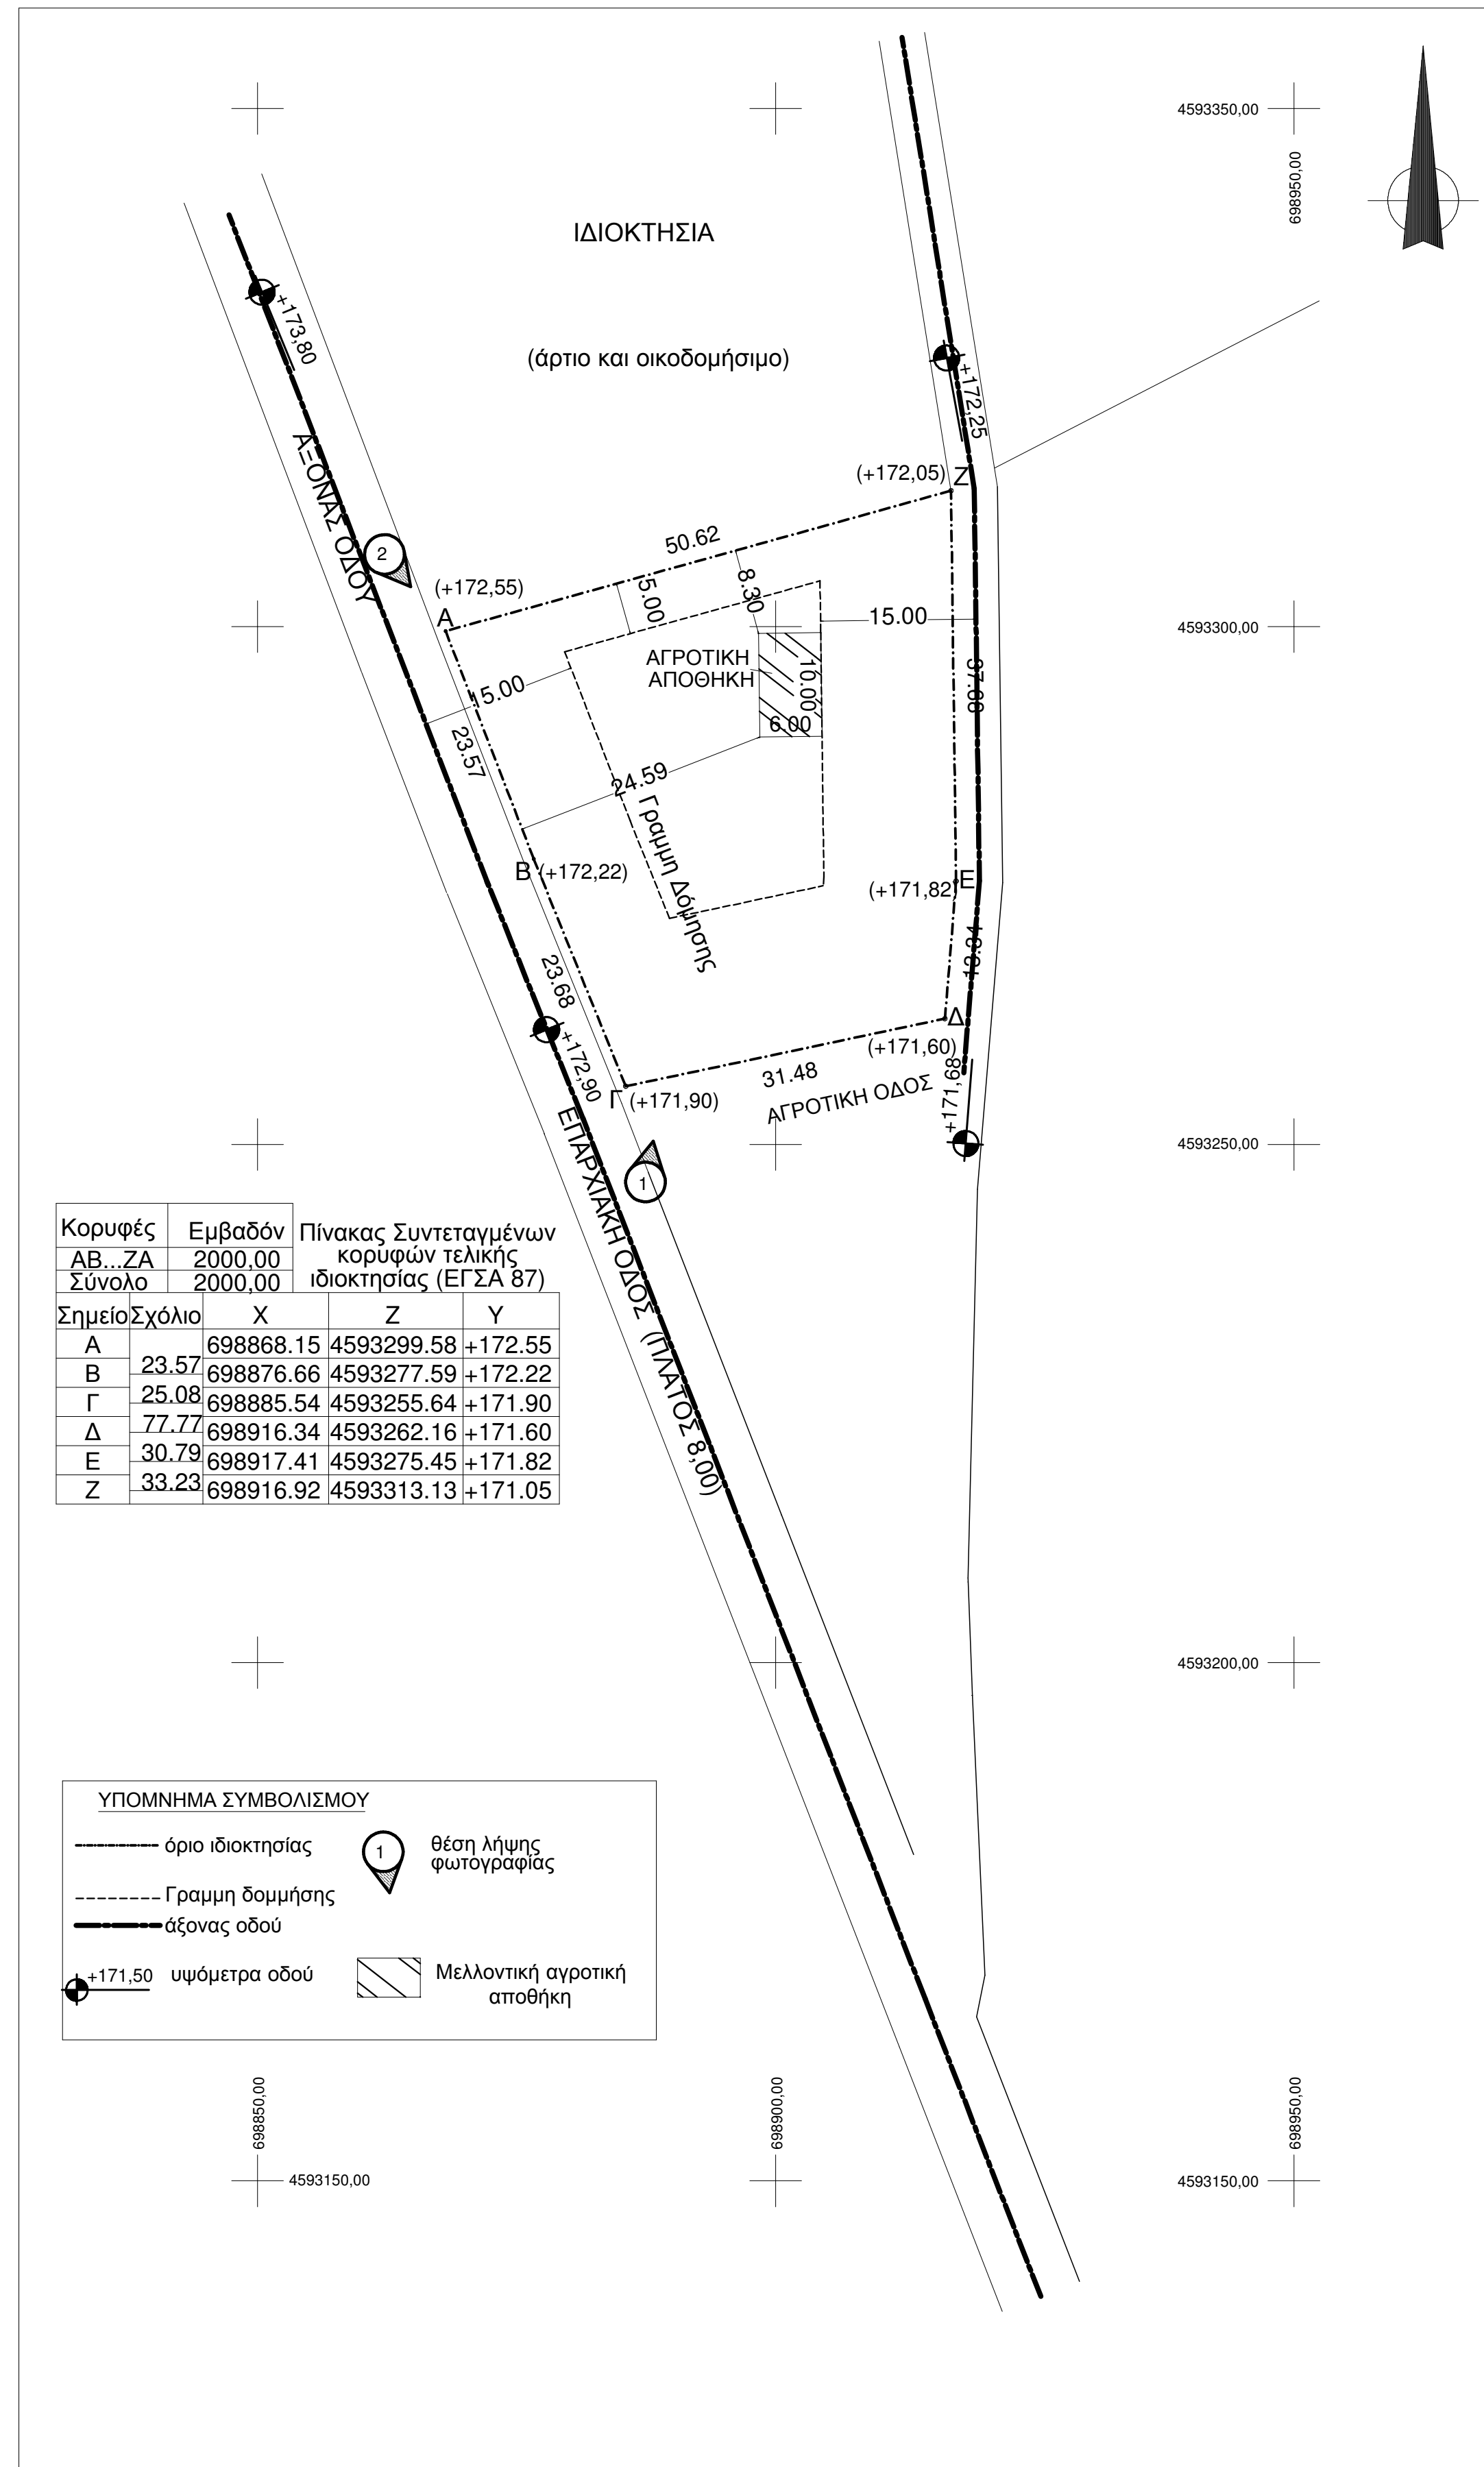 4593350,00
698950,00
ΙΔΙΟΚΤΗΣΙΑ
(άρτιο και οικοδομήσιμο)
+173,80
+172,25
ΑΞΟΝΑΣ ΟΔΟΥ
(+172,05)
Ζ
50.62
2
(+172,55)
Α
5.00
8.30
15.00
4593300,00
ΑΓΡΟΤΙΚΗ
ΑΠΟΘΗΚΗ
10.00
6.00
37.68
15.00
23.57
24.59
Γραμμη Δόμησης
Β (+172,22)
(+171,82)
Ε
13.34
23.68
+172,90
Δ
(+171,60)
31.48
ΑΓΡΟΤΙΚΗ ΟΔΟΣ
+171,68
Γ (+171,90)
4593250,00
1
ΕΠΑΡΧΙΑΚΗ ΟΔΟΣ (ΠΛΑΤΟΣ 8,00)
Κορυφές Εμβαδόν
ΑΒ...ΖΑ 2000,00
Σύνολο 2000,00
Πίνακας Συντεταγμένων
κορυφών τελικής
ιδιοκτησίας (ΕΓΣΑ 87)
Σημείο Σχόλιο Χ Ζ Υ
Α 698868.15 4593299.58 +172.55
23.57
Β 698876.66 4593277.59 +172.22
25.08
Γ 698885.54 4593255.64 +171.90
77.77
Δ 698916.34 4593262.16 +171.60
30.79
Ε 698917.41 4593275.45 +171.82
33.23
Ζ 698916.92 4593313.13 +171.05
4593200,00
ΥΠΟΜΝΗΜΑ ΣΥΜΒΟΛΙΣΜΟΥ
όριο ιδιοκτησίας
1
θέση λήψης
φωτογραφίας
Γραμμη δομμήσης
άξονας οδού
+171,50 υψόμετρα οδού
Μελλοντική αγροτική
αποθήκη
698850,00
698900,00
698950,00
4593150,00
4593150,00